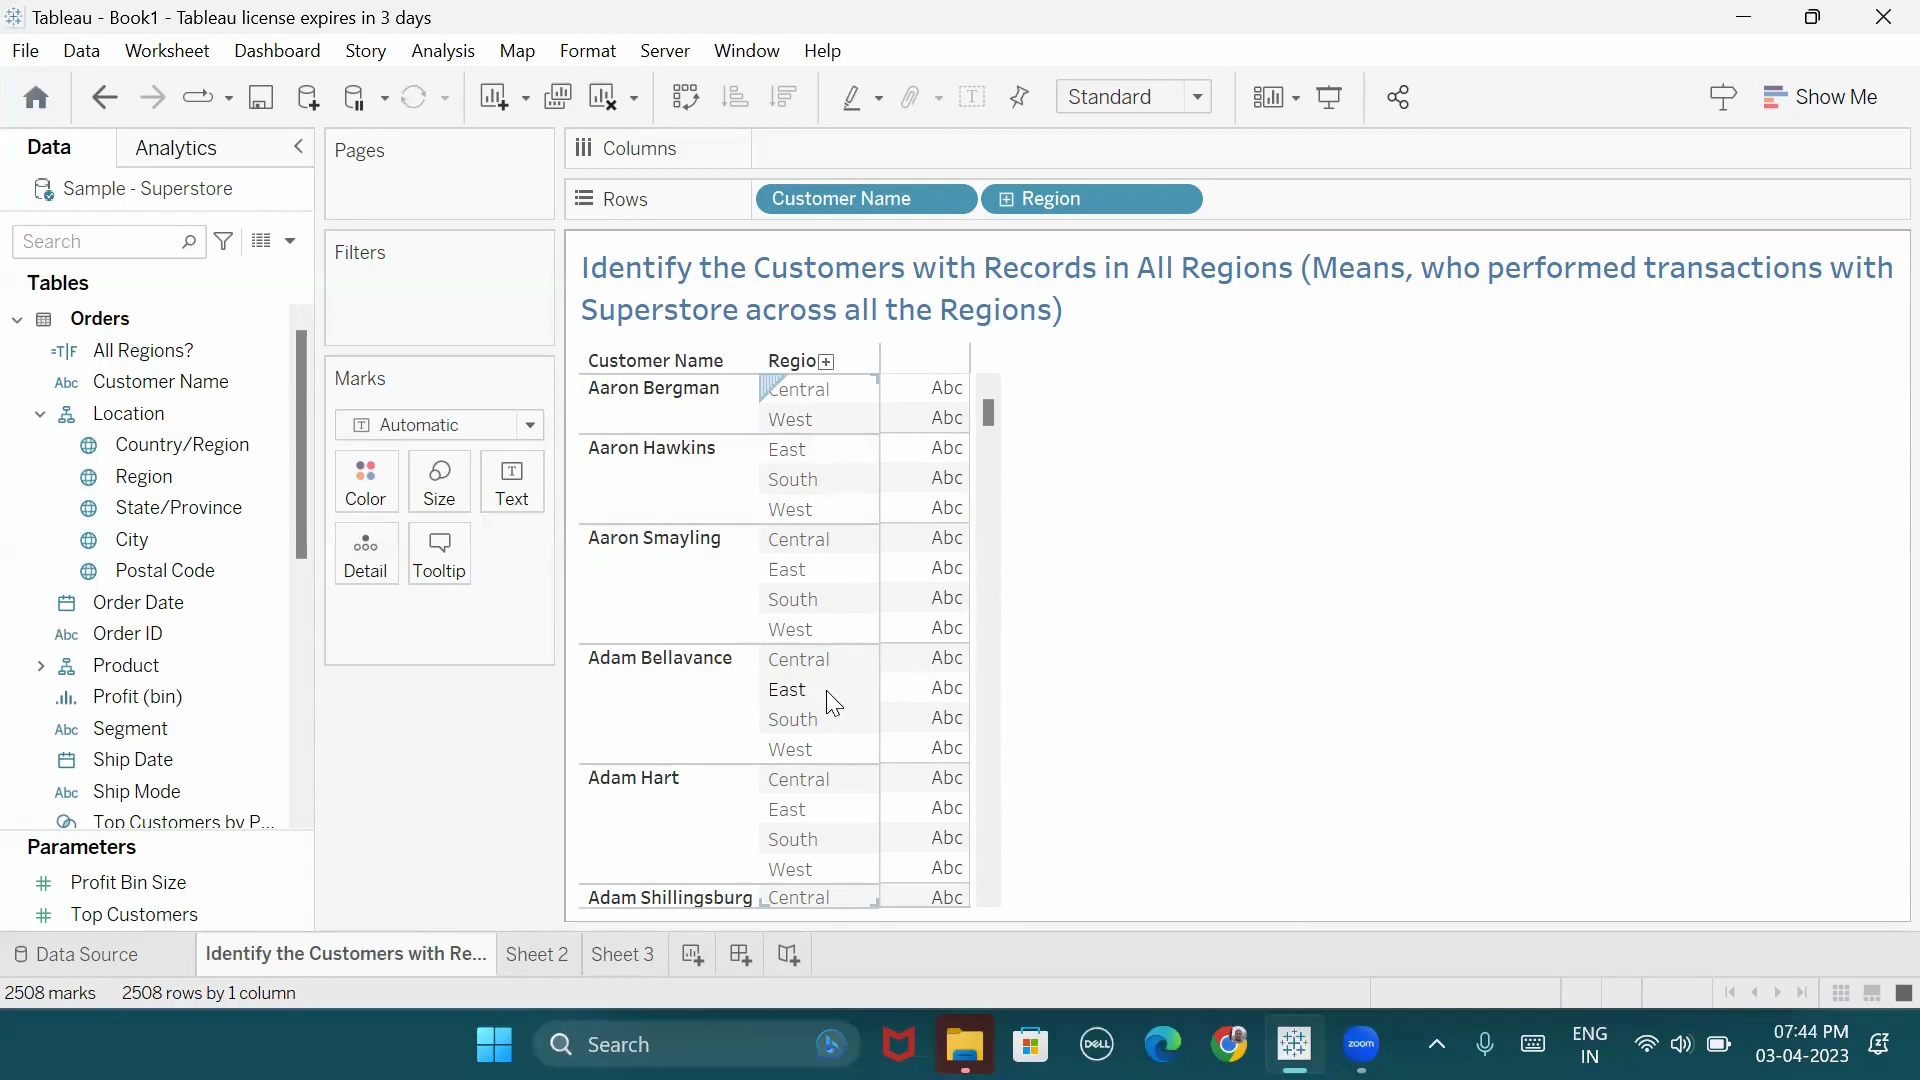 Tableau - Book1 - Tableau license expires in 3 days
File Data Worksheet Dashboard Story Analysis Map Format Server Window Help
Standard
Show Me
Data Analytics
Sample - Superstore
Search
Tables
Orders
=T|F All Regions?
Abc Customer Name
Location
Country/Region
Region
State/Province
City
Postal Code
Order Date
Abc Order ID
Product
Profit (bin)
Abc Segment
Ship Date
Abc Ship Mode
Top Customers by P...
Parameters
# Profit Bin Size
# Top Customers
Pages
Filters
Marks
Automatic
Color Size Text
Detail Tooltip
Columns
Rows Customer Name Region
Identify the Customers with Records in All Regions (Means, who performed transactions with
Superstore across all the Regions)
Customer Name Regio
Aaron Bergman Central Abc
West Abc
Aaron Hawkins East Abc
South Abc
West Abc
Aaron Smayling Central Abc
East Abc
South Abc
West Abc
Adam Bellavance Central Abc
East Abc
South Abc
West Abc
Adam Hart Central Abc
East Abc
South Abc
West Abc
Adam Shillingsburg Central Abc
Data Source Identify the Customers with Re... Sheet 2 Sheet 3
2508 marks 2508 rows by 1 column
Search
DELL
zoom
ENG
IN
07:44 PM
03-04-2023